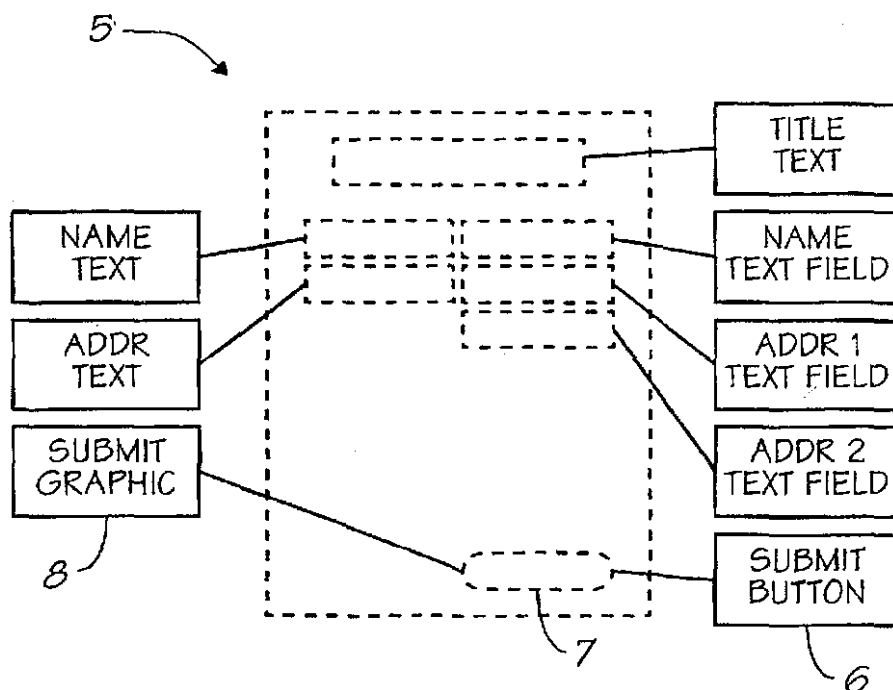 5
TITLE
TEXT
NAME
TEXT
NAME
TEXT FIELD
ADDR
TEXT
ADDR 1
TEXT FIELD
SUBMIT
GRAPHIC
ADDR 2
TEXT FIELD
8
SUBMIT
BUTTON
7
6